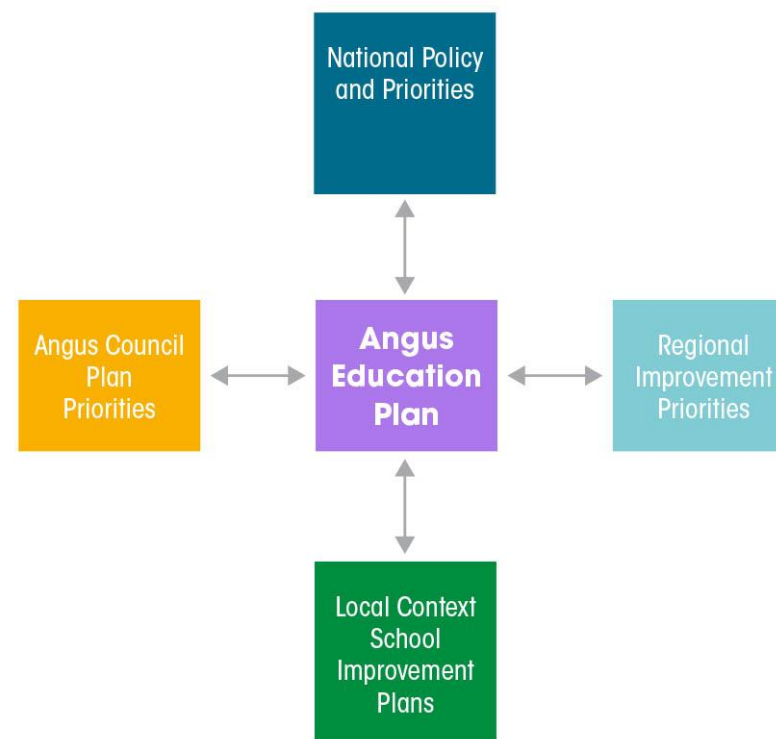 National Policy
and Priorities
Angus Council
Plan
Priorities
Angus
Education
Plan
Regional
Improvement
Priorities
Local Context
School
Improvement
Plans